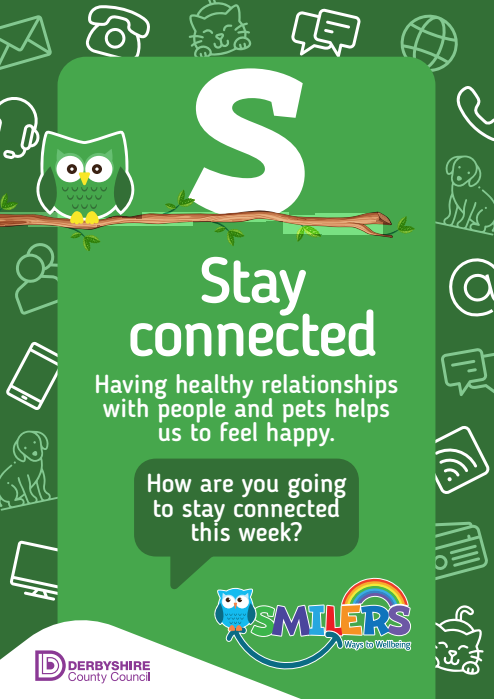 S
Stay
connected
Having healthy relationships
with people and pets helps
us to feel happy.
How are you going
to stay connected
this week?
SMILERS
Ways to Wellbeing
DERBYSHIRE
County Council